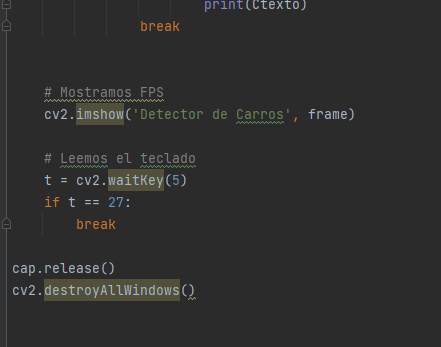 print(Ctexto)
break
# Mostramos FPS
cv2.imshow('Detector de Carros', frame)
# Leemos el teclado
t = cv2.waitKey(5)
if t == 27:
break
cap.release()
cv2.destroyAllWindows()